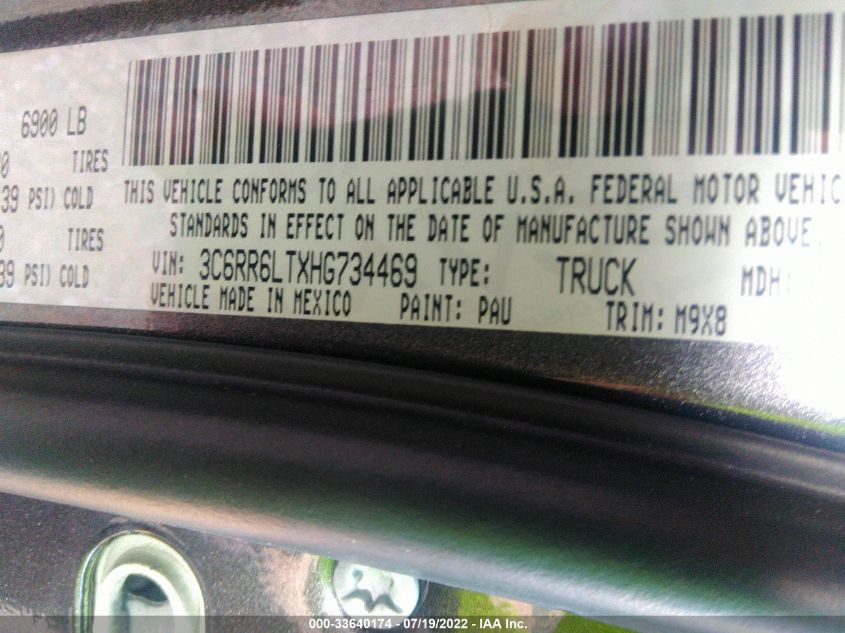 6900 LB
0 TIRES
39 PSI) COLD
0 TIRES
39 PSI) COLD
THIS VEHICLE CONFORMS TO ALL APPLICABLE U.S.A. FEDERAL MOTOR VEHIC
STANDARDS IN EFFECT ON THE DATE OF MANUFACTURE SHOWN ABOVE.
VIN: 3C6RR6LTXHG734469 TYPE: TRUCK MDH:
VEHICLE MADE IN MEXICO PAINT: PAU TRIM: M9X8
000-33640174 - 07/19/2022 - IAA Inc.